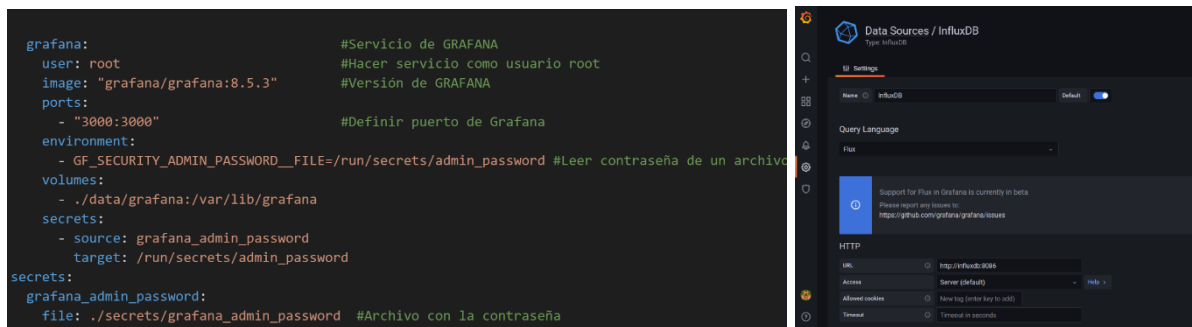 grafana: #Servicio de GRAFANA
user: root #Hacer servicio como usuario root
image: "grafana/grafana:8.5.3" #Versión de GRAFANA
ports:
- "3000:3000" #Definir puerto de Grafana
environment:
- GF_SECURITY_ADMIN_PASSWORD__FILE=/run/secrets/admin_password #Leer contraseña de un archivo
volumes:
- ./data/grafana:/var/lib/grafana
secrets:
- source: grafana_admin_password
target: /run/secrets/admin_password
secrets:
grafana_admin_password:
file: ./secrets/grafana_admin_password #Archivo con la contraseña
Data Sources / InfluxDB
Type: InfluxDB
Settings
Name InfluxDB Default
Query Language
Flux
Support for Flux in Grafana is currently in beta
Please report any issues to:
https://github.com/grafana/grafana/issues
HTTP
URL http://influxdb:8086
Access Server (default) Help >
Allowed cookies New tag (enter key to add)
Timeout Timeout in seconds